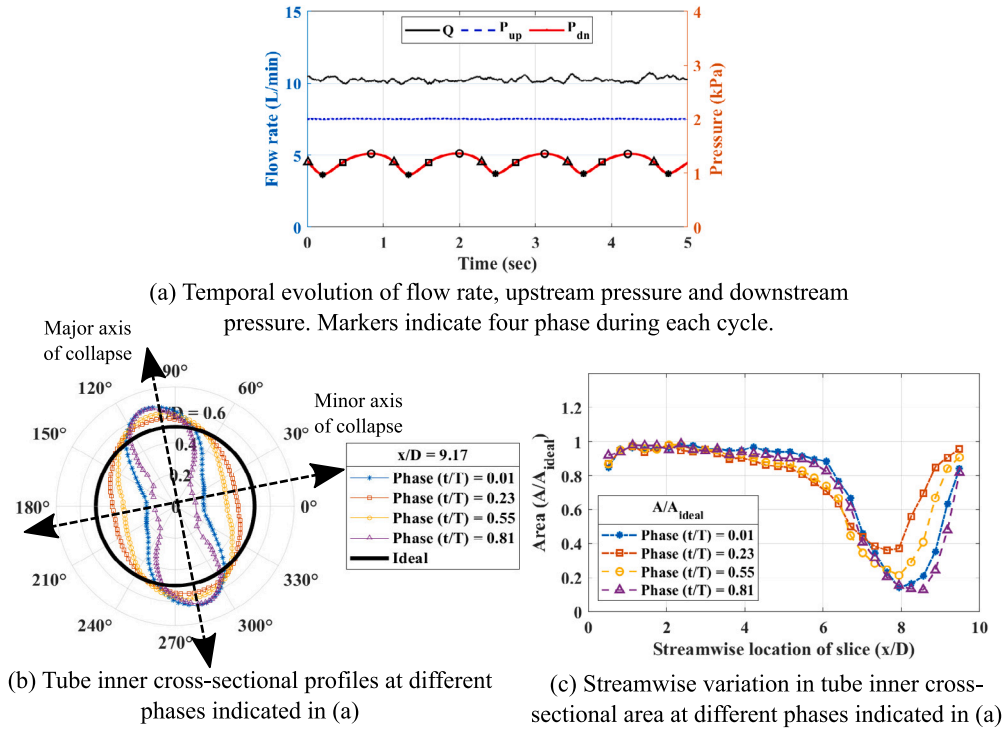 15
10
5
0
Flow rate (L/min)
Q P_up P_dn
4
3
2
1
0
Pressure (kPa)
0 1 2 3 4 5
Time (sec)
(a) Temporal evolution of flow rate, upstream pressure and downstream
pressure. Markers indicate four phase during each cycle.
Major axis
of collapse
90°
120° 60°
150° 30°
180° 0°
210° 330°
240° 300°
270°
= 0.6
0.4
0.2
0
Minor axis
of collapse
x/D = 9.17
Phase (t/T) = 0.01
Phase (t/T) = 0.23
Phase (t/T) = 0.55
Phase (t/T) = 0.81
Ideal
(b) Tube inner cross-sectional profiles at different
phases indicated in (a)
Area (A/A_ideal)
1.2
1
0.8
0.6
0.4
0.2
0
A/A_ideal
Phase (t/T) = 0.01
Phase (t/T) = 0.23
Phase (t/T) = 0.55
Phase (t/T) = 0.81
0 2 4 6 8 10
Streamwise location of slice (x/D)
(c) Streamwise variation in tube inner cross-
sectional area at different phases indicated in (a)